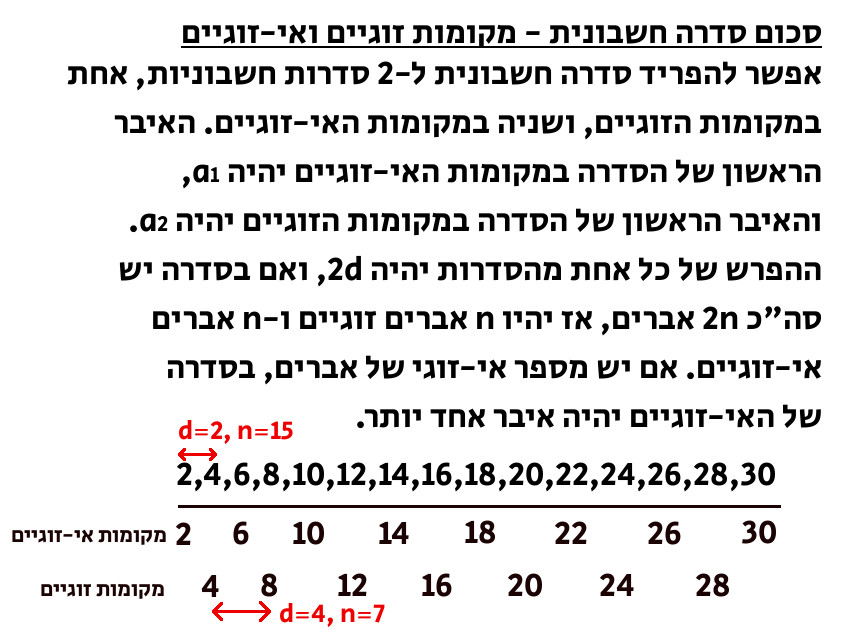 סכום סדרה חשבונית - מקומות זוגיים ואי-זוגיים
אפשר להפריד סדרה חשבונית ל-2 סדרות חשבוניות, אחת
במקומות הזוגיים, ושניה במקומות האי-זוגיים. האיבר
הראשון של הסדרה במקומות האי-זוגיים יהיה a1,
והאיבר הראשון של הסדרה במקומות הזוגיים יהיה a2.
ההפרש של כל אחת מהסדרות יהיה 2d, ואם בסדרה יש
סה"כ 2n אברים, אז יהיו n אברים זוגיים ו-n אברים
אי-זוגיים. אם יש מספר אי-זוגי של אברים, בסדרה
של האי-זוגיים יהיה איבר אחד יותר.
d=2, n=15
2,4,6,8,10,12,14,16,18,20,22,24,26,28,30
מקומות אי-זוגיים 2 6 10 14 18 22 26 30
מקומות זוגיים 4 8 12 16 20 24 28
d=4, n=7